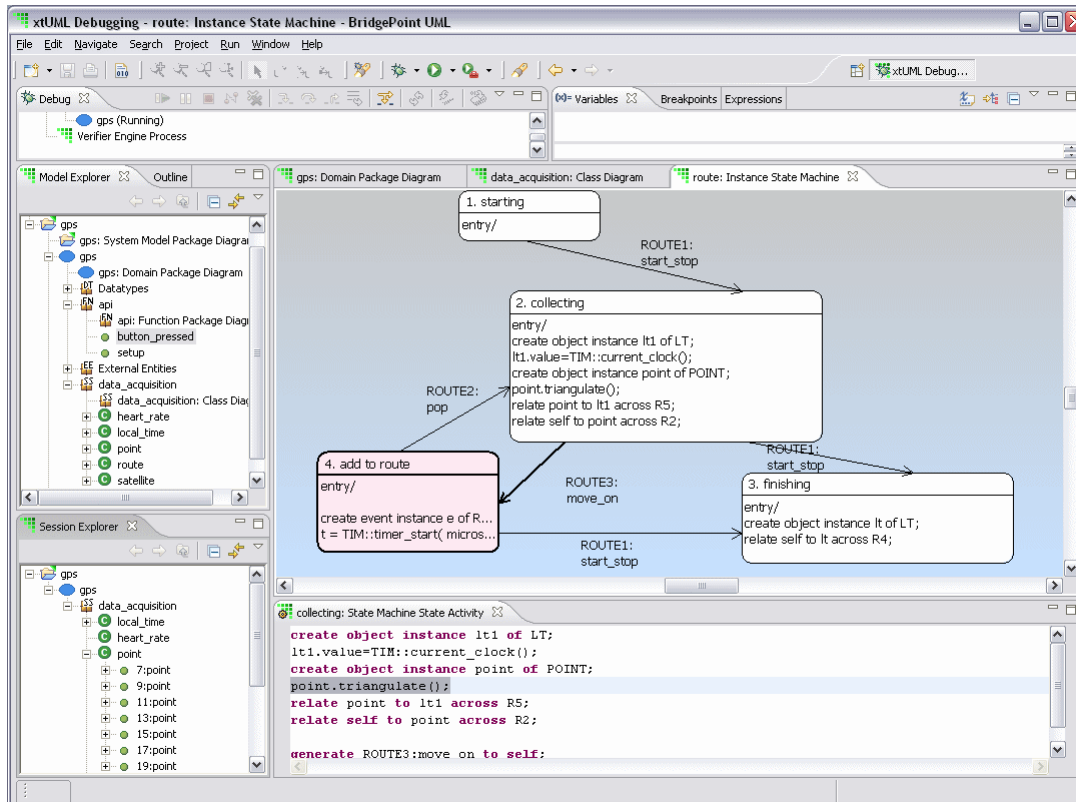 xtUML Debugging - route: Instance State Machine - BridgePoint UML
File Edit Navigate Search Project Run Window Help
xtUML Debug...
Debug
gps (Running)
Verifier Engine Process
(x)= Variables Breakpoints Expressions
Model Explorer Outline
gps
gps: System Model Package Diagra
gps
gps: Domain Package Diagram
Datatypes
api
api: Function Package Diagr
button_pressed
setup
External Entities
data_acquisition
data_acquisition: Class Diag
heart_rate
local_time
point
route
satellite
Session Explorer
gps
gps
data_acquisition
local_time
heart_rate
point
7:point
9:point
11:point
13:point
15:point
17:point
19:point
gps: Domain Package Diagram data_acquisition: Class Diagram route: Instance State Machine
1. starting
entry/
ROUTE1:
start_stop
2. collecting
entry/
create object instance lt1 of LT;
lt1.value=TIM::current_clock();
create object instance point of POINT;
point.triangulate();
relate point to lt1 across R5;
relate self to point across R2;
ROUTE2:
pop
4. add to route
entry/
create event instance e of R...
t = TIM::timer_start( micros...
ROUTE3:
move_on
ROUTE1:
start_stop
ROUTE1:
start_stop
3. finishing
entry/
create object instance lt of LT;
relate self to lt across R4;
collecting: State Machine State Activity
create object instance lt1 of LT;
lt1.value=TIM::current_clock();
create object instance point of POINT;
point.triangulate();
relate point to lt1 across R5;
relate self to point across R2;
generate ROUTE3:move_on to self;